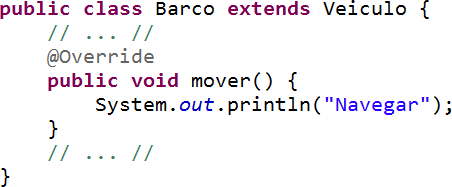 public class Barco extends Veiculo {
    // ... //
    @Override
    public void mover() {
        System.out.println("Navegar");
    }
    // ... //
}